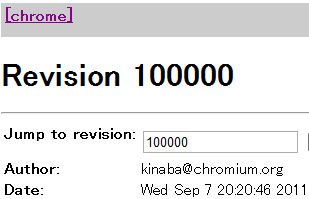 [chrome]
Revision 100000
Jump to revision: 100000
Author: kinaba@chromium.org
Date: Wed Sep 7 20:20:46 2011